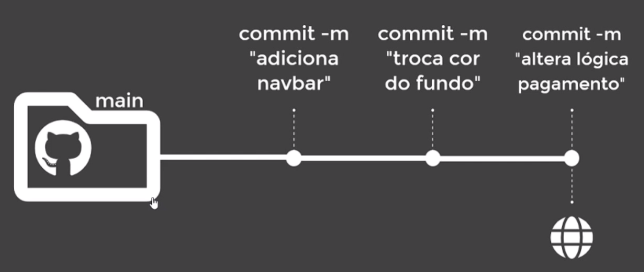 main
commit -m
"adiciona
navbar"
commit -m
"troca cor
do fundo"
commit -m
"altera lógica
pagamento"